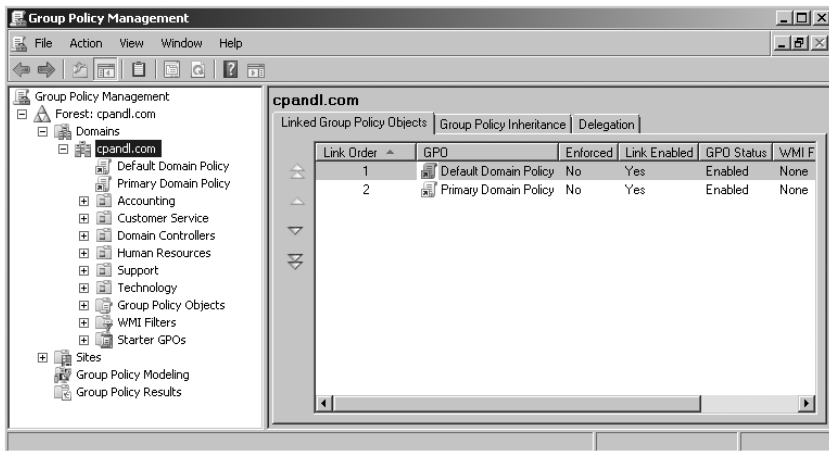 Group Policy Management
File Action View Window Help
Group Policy Management
Forest: cpandl.com
Domains
cpandl.com
Default Domain Policy
Primary Domain Policy
Accounting
Customer Service
Domain Controllers
Human Resources
Support
Technology
Group Policy Objects
WMI Filters
Starter GPOs
Sites
Group Policy Modeling
Group Policy Results
cpandl.com
Linked Group Policy Objects Group Policy Inheritance Delegation
Link Order GPO Enforced Link Enabled GPO Status WMI F
1 Default Domain Policy No Yes Enabled None
2 Primary Domain Policy No Yes Enabled None